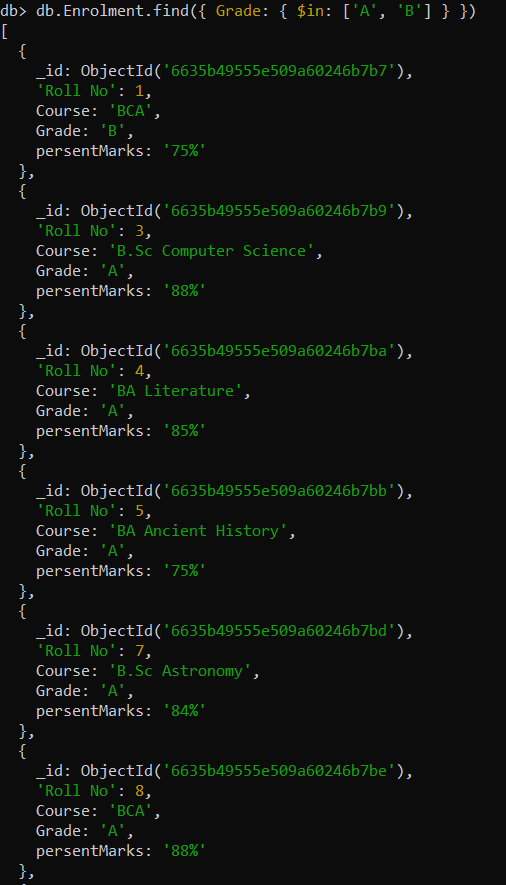 db> db.Enrolment.find({ Grade: { $in: ['A', 'B'] } })
[
  {
    _id: ObjectId('6635b49555e509a60246b7b7'),
    'Roll No': 1,
    Course: 'BCA',
    Grade: 'B',
    persentMarks: '75%'
  },
  {
    _id: ObjectId('6635b49555e509a60246b7b9'),
    'Roll No': 3,
    Course: 'B.Sc Computer Science',
    Grade: 'A',
    persentMarks: '88%'
  },
  {
    _id: ObjectId('6635b49555e509a60246b7ba'),
    'Roll No': 4,
    Course: 'BA Literature',
    Grade: 'A',
    persentMarks: '85%'
  },
  {
    _id: ObjectId('6635b49555e509a60246b7bb'),
    'Roll No': 5,
    Course: 'BA Ancient History',
    Grade: 'A',
    persentMarks: '75%'
  },
  {
    _id: ObjectId('6635b49555e509a60246b7bd'),
    'Roll No': 7,
    Course: 'B.Sc Astronomy',
    Grade: 'A',
    persentMarks: '84%'
  },
  {
    _id: ObjectId('6635b49555e509a60246b7be'),
    'Roll No': 8,
    Course: 'BCA',
    Grade: 'A',
    persentMarks: '88%'
  },